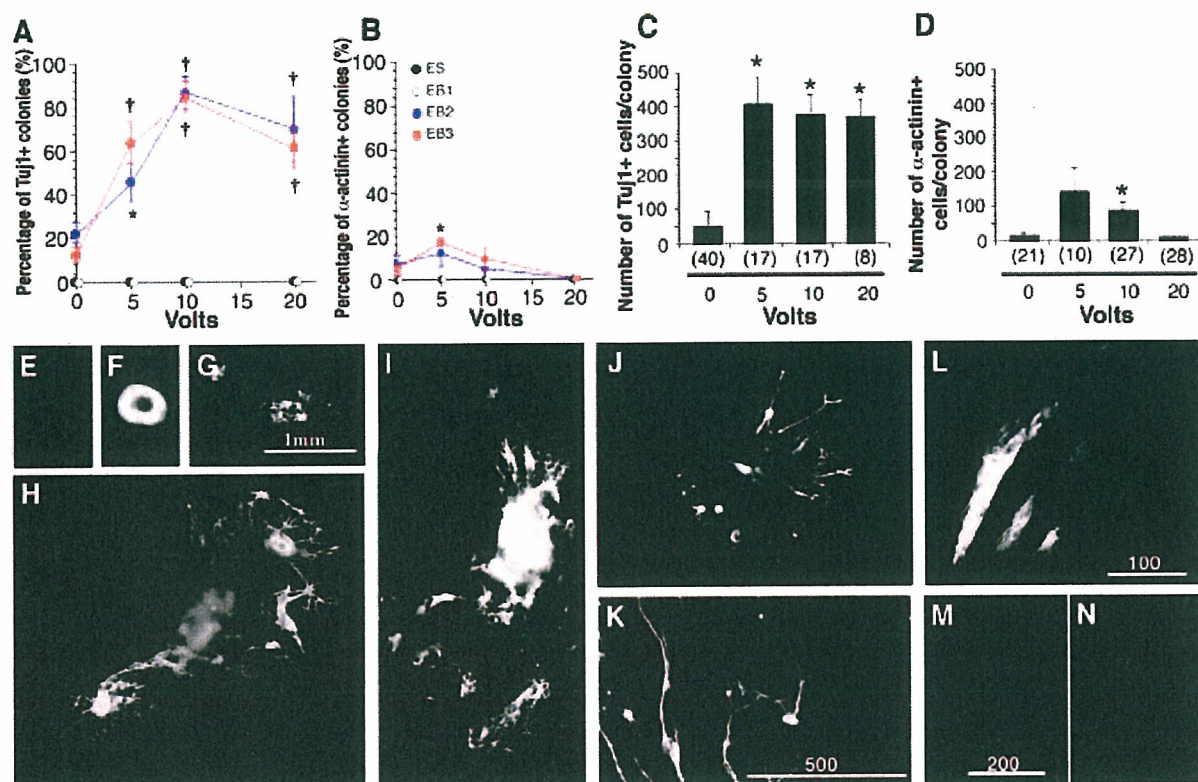 A
Percentage of Tuj1+ colonies (%)
100
80
60
40
20
0
0 5 10 15 20
Volts
† † † † † *
B
Percentage of α-actinin+ colonies (%)
100
80
60
40
20
0
0 5 10 15 20
Volts
*
ES
EB1
EB2
EB3
C
Number of Tuj1+ cells/colony
500
400
300
200
100
0
* * *
(40) (17) (17) (8)
0 5 10 20
Volts
D
Number of α-actinin+
cells/colony
500
400
300
200
100
0
*
(21) (10) (27) (28)
0 5 10 20
Volts
E
F
G
1mm
H
I
J
K
500
L
100
M
200
N